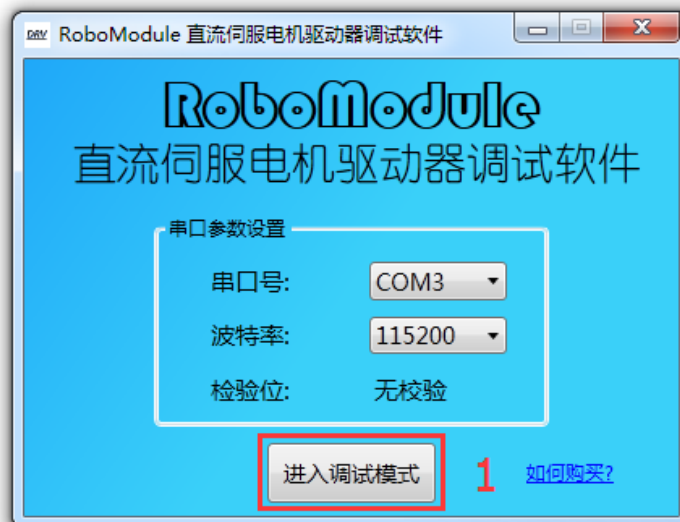 DRV RoboModule 直流伺服电机驱动器调试软件
RoboModule
直流伺服电机驱动器调试软件
串口参数设置
串口号: COM3
波特率: 115200
检验位: 无校验
进入调试模式 1 如何购买?